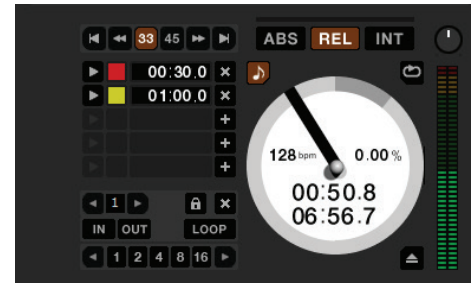 33 45 ABS REL INT
00:30.0
01:00.0
128 bpm 0.00 %
00:50.8
06:56.7
1
IN OUT LOOP
1 2 4 8 16